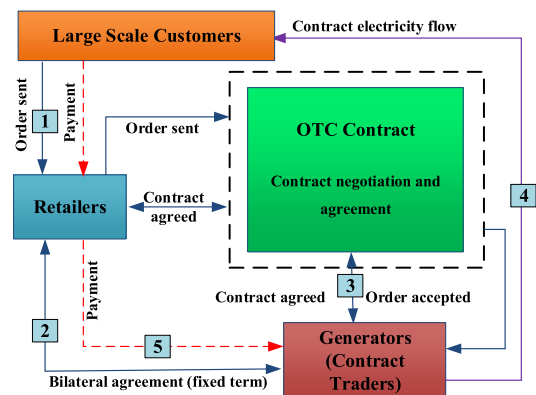 Large Scale Customers
Contract electricity flow
1
Order sent
Payment
Order sent
OTC Contract
Contract negotiation and
agreement
4
Retailers
Contract
agreed
2
Payment
5
Contract agreed
3
Order accepted
Generators
(Contract
Traders)
Bilateral agreement (fixed term)